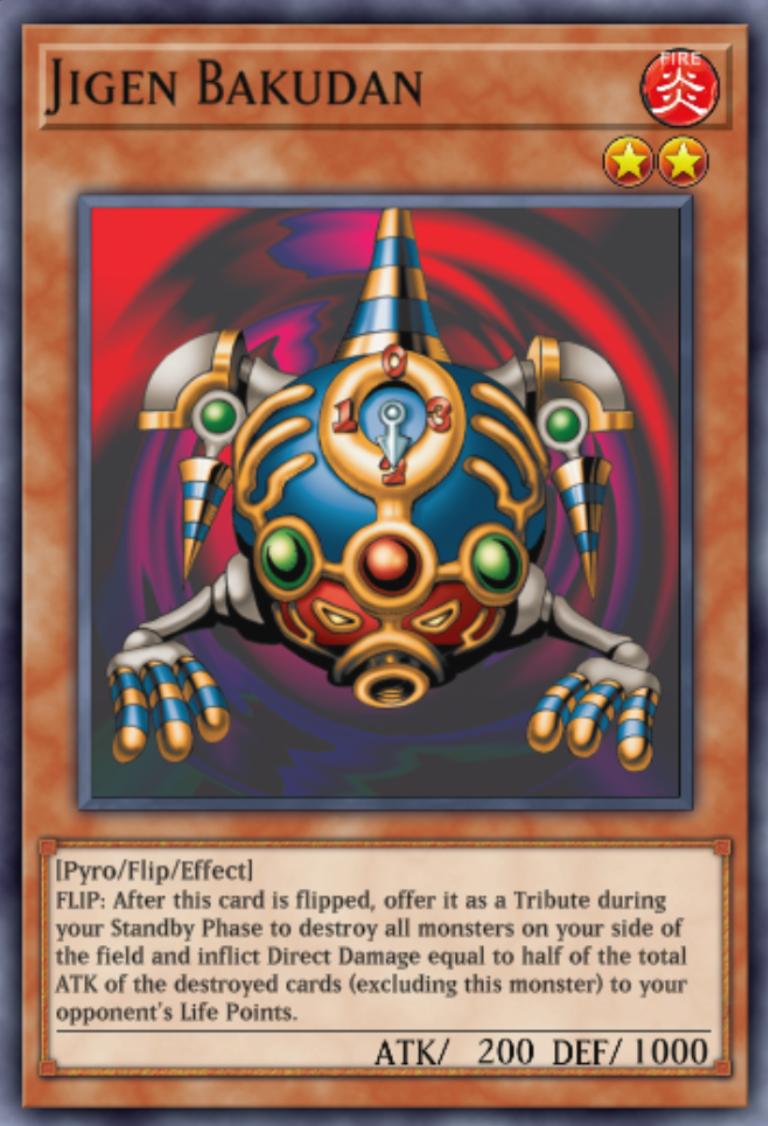 JIGEN BAKUDAN
FIRE
炎
0
1 3
2
[Pyro/Flip/Effect]
FLIP: After this card is flipped, offer it as a Tribute during
your Standby Phase to destroy all monsters on your side of
the field and inflict Direct Damage equal to half of the total
ATK of the destroyed cards (excluding this monster) to your
opponent's Life Points.
ATK/ 200 DEF/ 1000